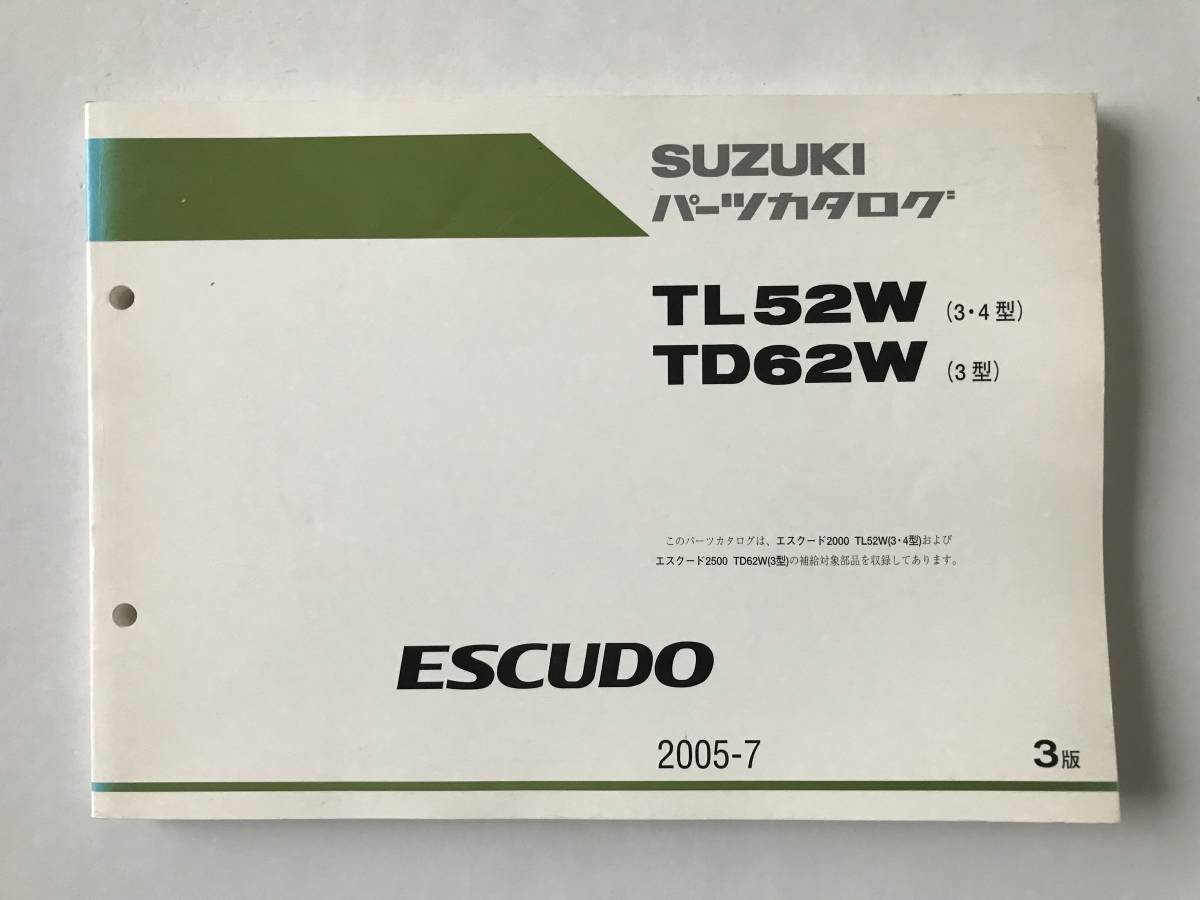 SUZUKI
パーツカタログ
TL52W (3・4型)
TD62W (3型)
このパーツカタログは、エスクード2000 TL52W(3・4型)および
エスクード2500 TD62W(3型)の補給対象部品を収録してあります。
ESCUDO
2005-7 3版